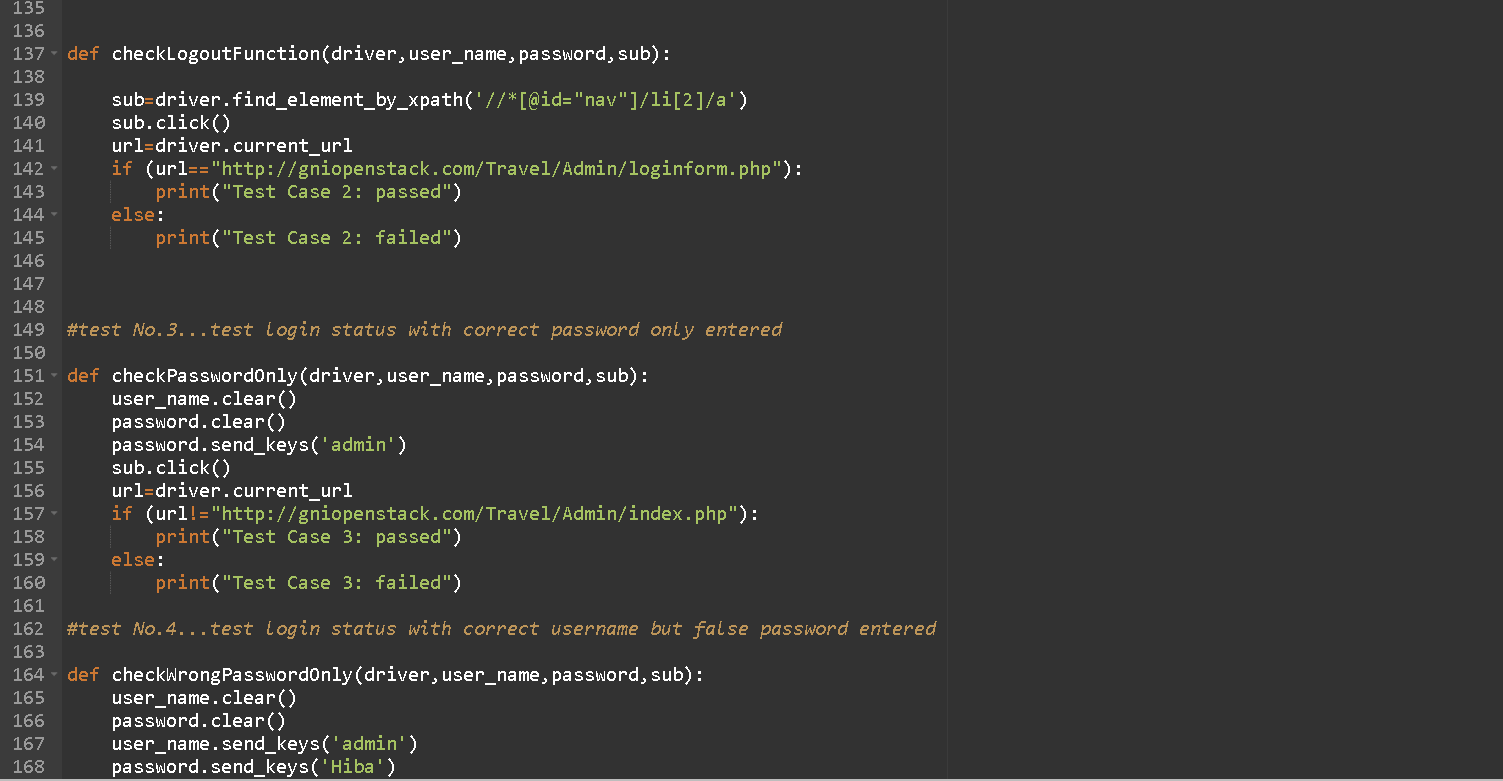 135
136
137 def checkLogoutFunction(driver,user_name,password,sub):
138
139     sub=driver.find_element_by_xpath('//*[@id="nav"]/li[2]/a')
140     sub.click()
141     url=driver.current_url
142     if (url=="http://gniopenstack.com/Travel/Admin/loginform.php"):
143         print("Test Case 2: passed")
144     else:
145         print("Test Case 2: failed")
146
147
148
149 #test No.3...test login status with correct password only entered
150
151 def checkPasswordOnly(driver,user_name,password,sub):
152     user_name.clear()
153     password.clear()
154     password.send_keys('admin')
155     sub.click()
156     url=driver.current_url
157     if (url!="http://gniopenstack.com/Travel/Admin/index.php"):
158         print("Test Case 3: passed")
159     else:
160         print("Test Case 3: failed")
161
162 #test No.4...test login status with correct username but false password entered
163
164 def checkWrongPasswordOnly(driver,user_name,password,sub):
165     user_name.clear()
166     password.clear()
167     user_name.send_keys('admin')
168     password.send_keys('Hiba')